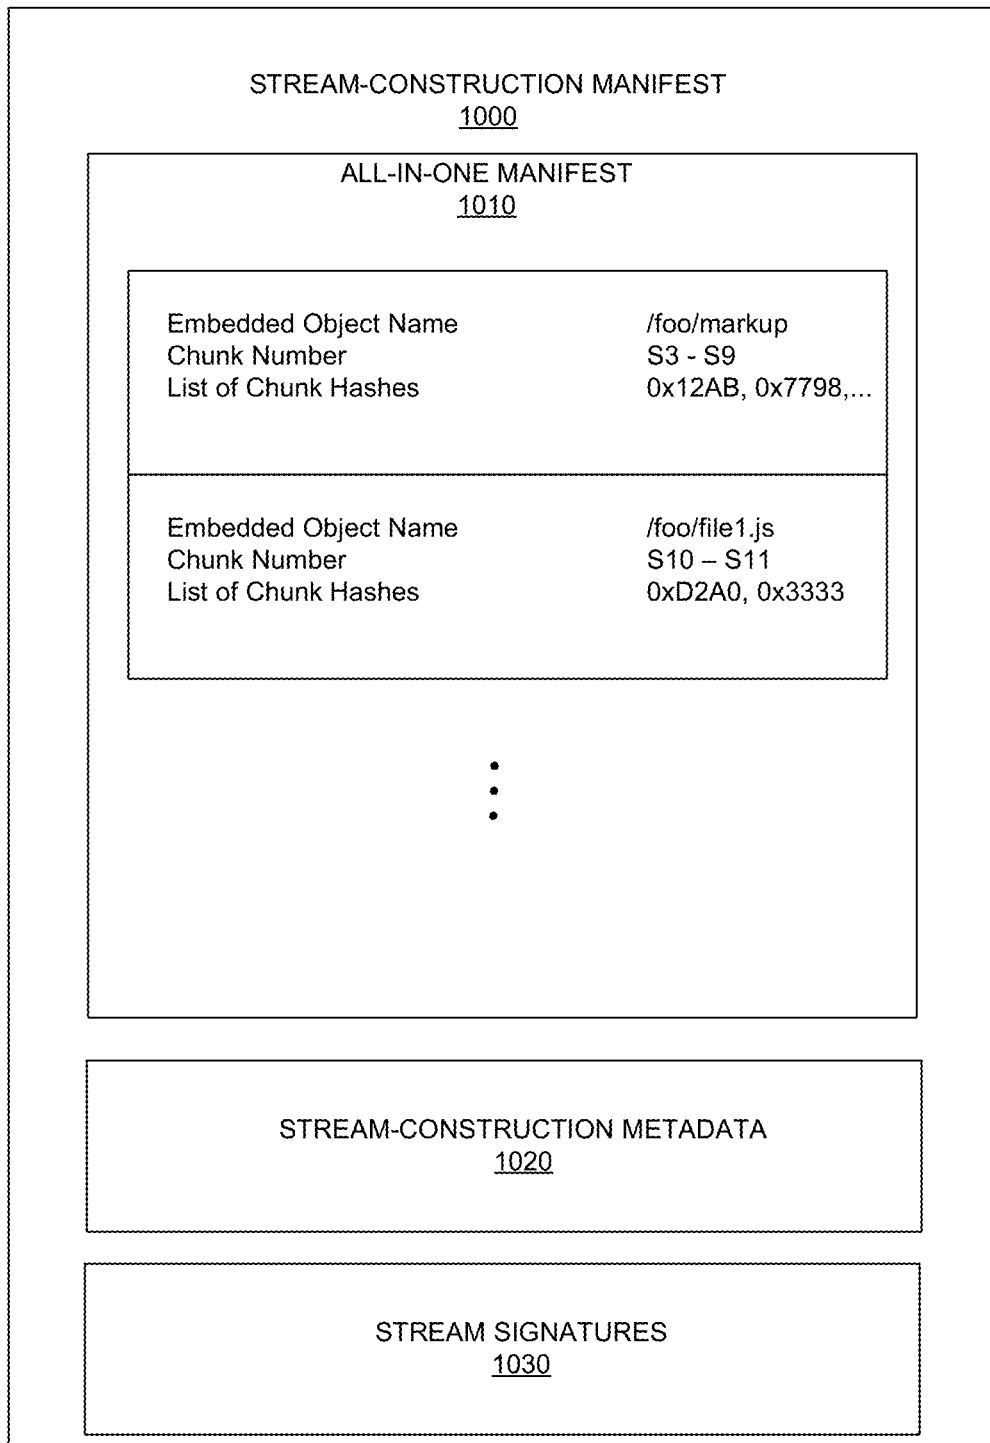 STREAM-CONSTRUCTION MANIFEST
1000
ALL-IN-ONE MANIFEST
1010
Embedded Object Name /foo/markup
Chunk Number S3 - S9
List of Chunk Hashes 0x12AB, 0x7798,...
Embedded Object Name /foo/file1.js
Chunk Number S10 – S11
List of Chunk Hashes 0xD2A0, 0x3333
STREAM-CONSTRUCTION METADATA
1020
STREAM SIGNATURES
1030